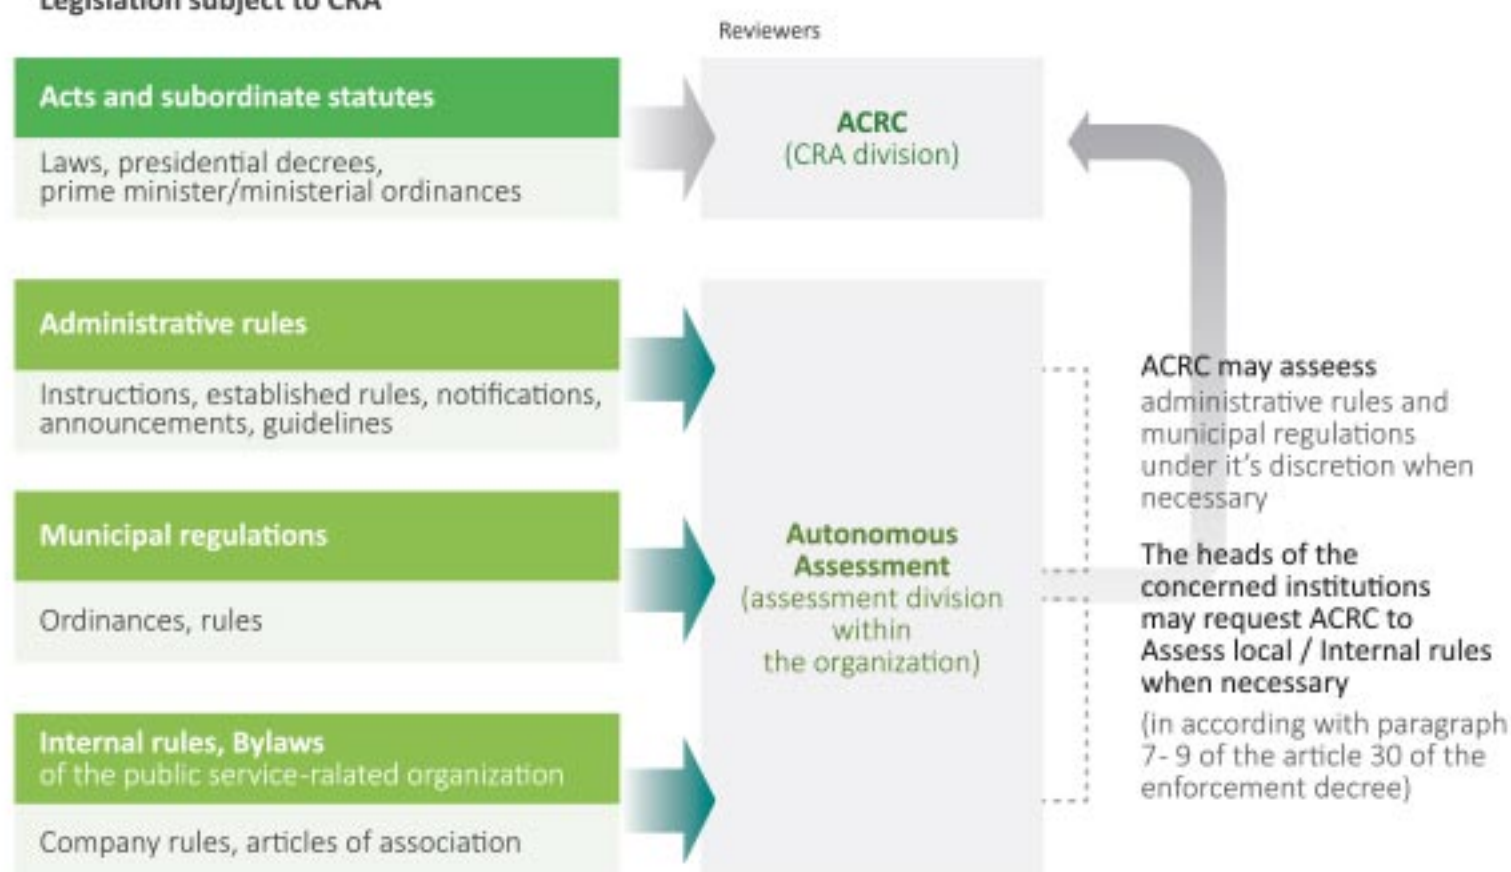 Legislation subject to CRA
Reviewers
Acts and subordinate statutes
Laws, presidential decrees,
prime minister/ministerial ordinances
ACRC
(CRA division)
Administrative rules
Instructions, established rules, notifications,
announcements, guidelines
Municipal regulations
Ordinances, rules
Internal rules, Bylaws
of the public service-ralated organization
Company rules, articles of association
Autonomous
Assessment
(assessment division
within
the organization)
ACRC may asseess
administrative rules and
municipal regulations
under it's discretion when
necessary
The heads of the
concerned institutions
may request ACRC to
Assess local / Internal rules
when necessary
(in according with paragraph
7- 9 of the article 30 of the
enforcement decree)